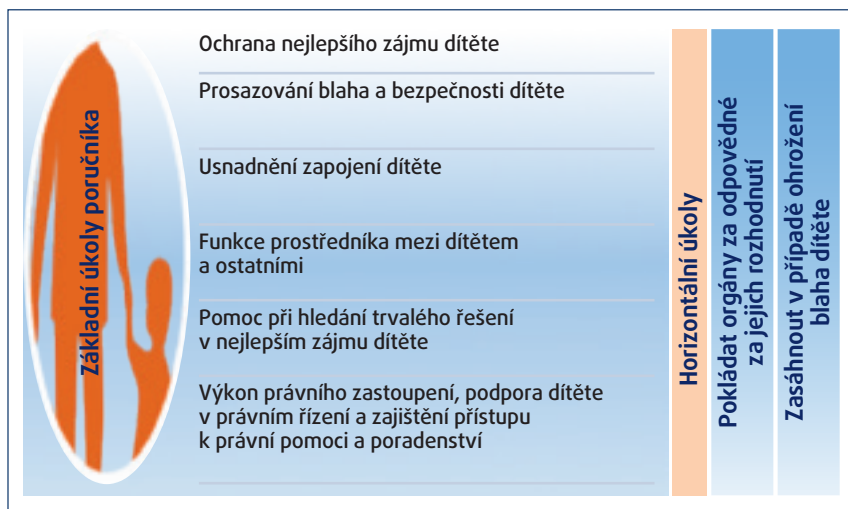 Základní úkoly poručníka
Ochrana nejlepšího zájmu dítěte
Prosazování blaha a bezpečnosti dítěte
Usnadnění zapojení dítěte
Funkce prostředníka mezi dítětem
a ostatními
Pomoc při hledání trvalého řešení
v nejlepším zájmu dítěte
Výkon právního zastoupení, podpora dítěte
v právním řízení a zajištění přístupu
k právní pomoci a poradenství
Horizontální úkoly
Pokládat orgány za odpovědné
za jejich rozhodnutí
Zasáhnout v případě ohrožení
blaha dítěte